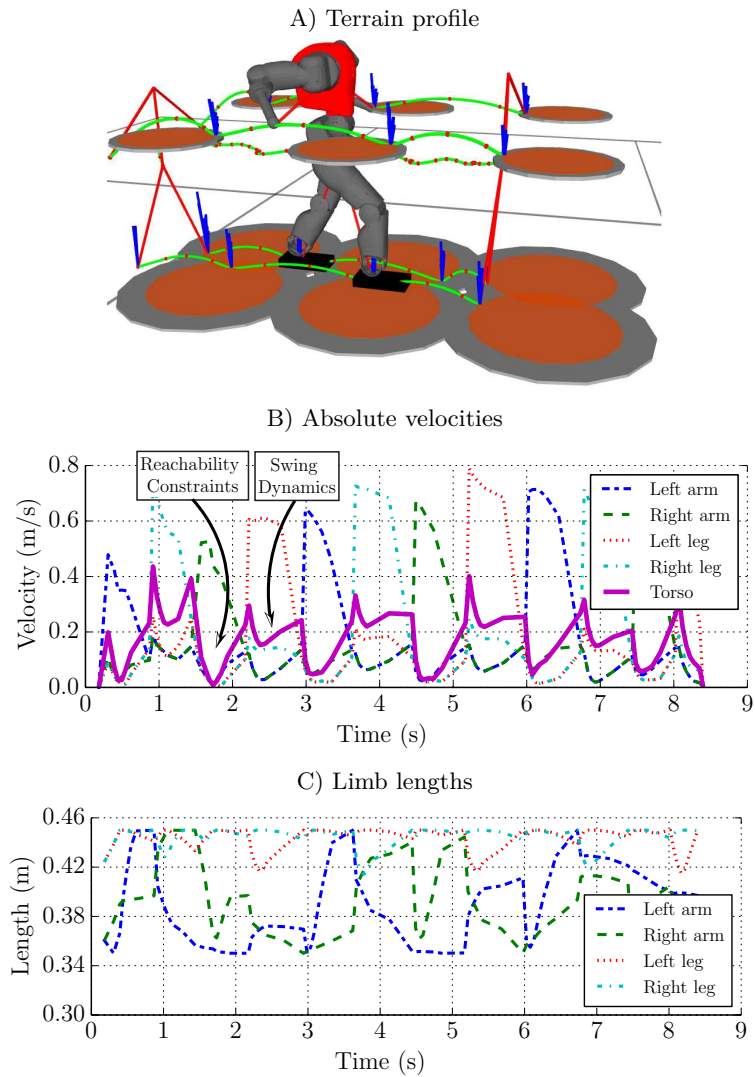 A) Terrain profile
B) Absolute velocities
0.8
0.6
0.4
0.2
0.0
Velocity (m/s)
Reachability
Constraints
Swing
Dynamics
Left arm
Right arm
Left leg
Right leg
Torso
0 1 2 3 4 5 6 7 8 9
Time (s)
C) Limb lengths
0.46
0.42
0.38
0.34
0.30
Length (m)
Left arm
Right arm
Left leg
Right leg
0 1 2 3 4 5 6 7 8 9
Time (s)